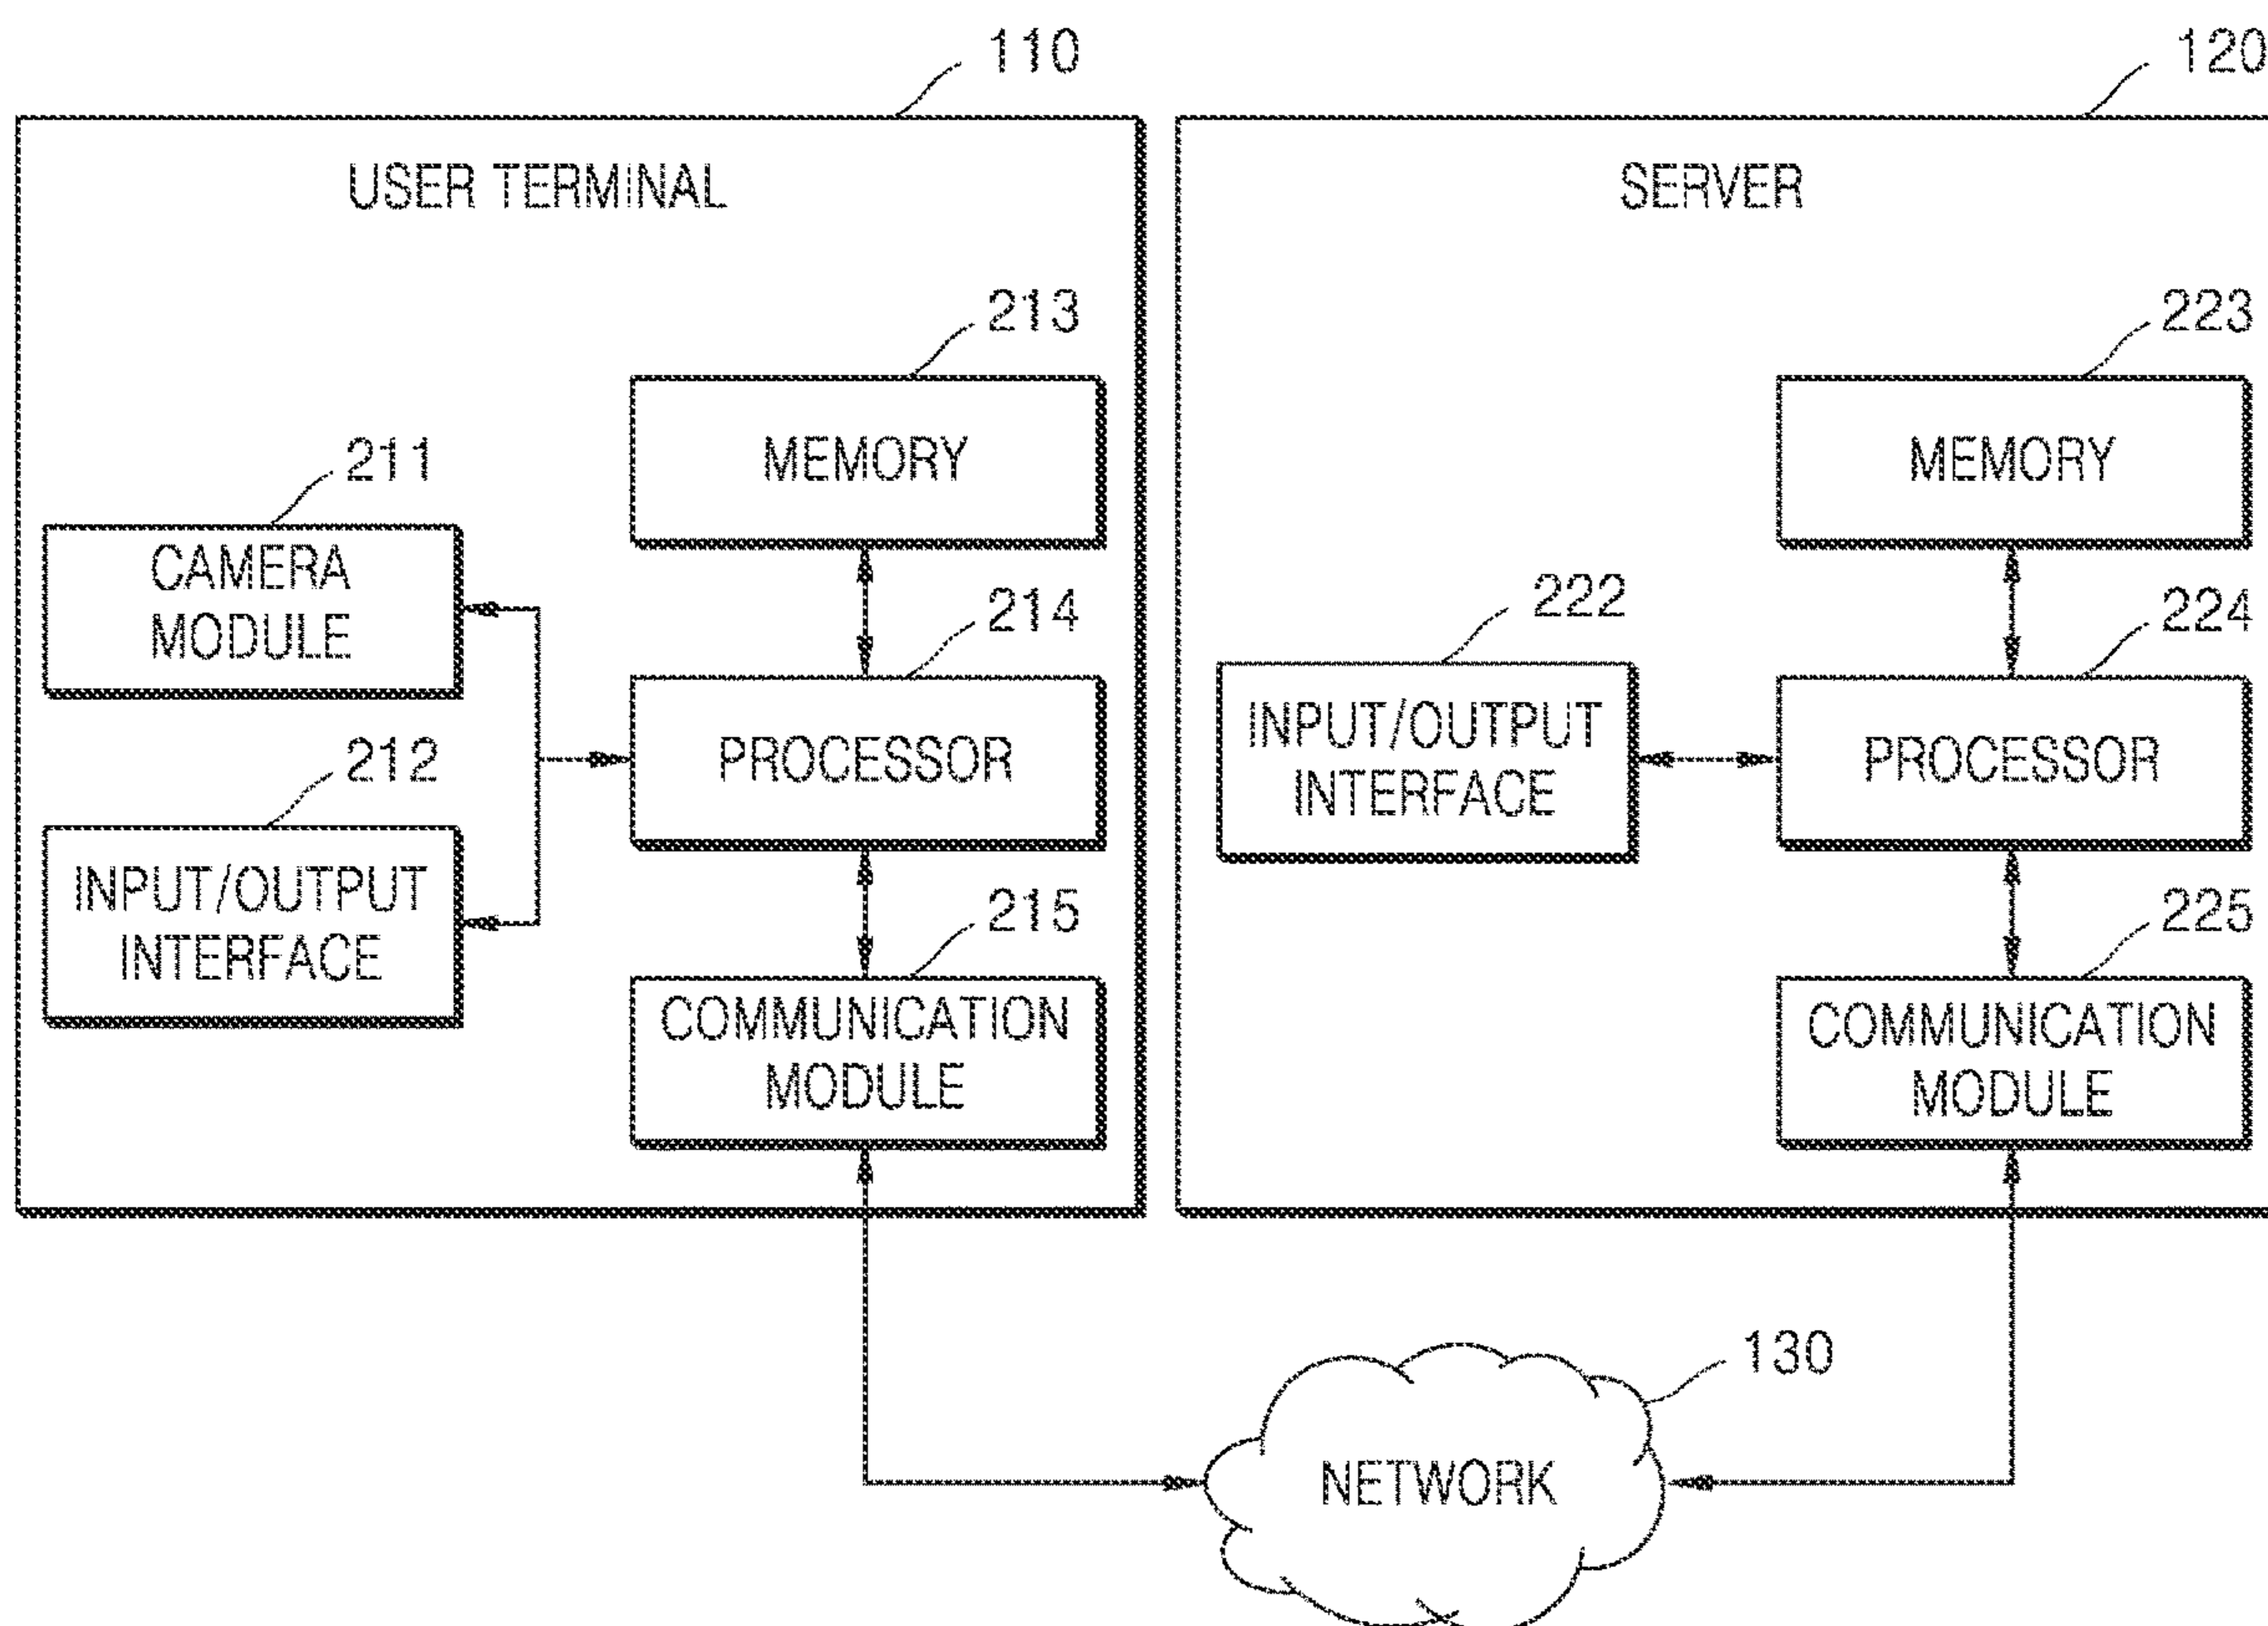 110
USER TERMINAL
213
MEMORY
211
CAMERA
MODULE
214
PROCESSOR
212
INPUT/OUTPUT
INTERFACE
215
COMMUNICATION
MODULE
120
SERVER
223
MEMORY
222
INPUT/OUTPUT
INTERFACE
224
PROCESSOR
225
COMMUNICATION
MODULE
130
NETWORK